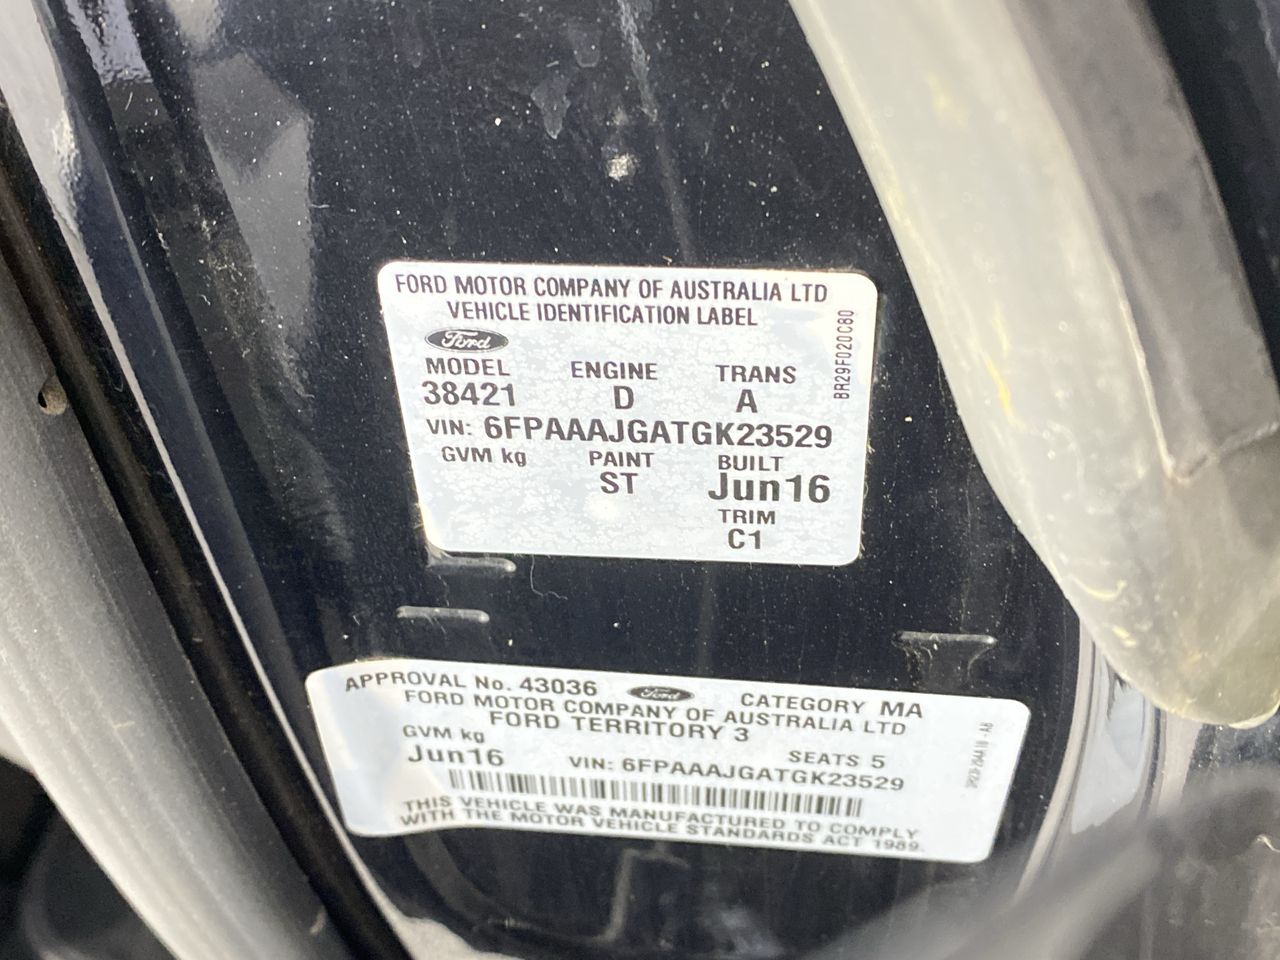 FORD MOTOR COMPANY OF AUSTRALIA LTD
VEHICLE IDENTIFICATION LABEL
Ford
MODEL ENGINE TRANS
38421 D A
VIN: 6FPAAAJGATGK23529
GVM kg PAINT BUILT
ST Jun16
TRIM
C1
BR29F020C80
APPROVAL No. 43036 Ford CATEGORY MA
FORD MOTOR COMPANY OF AUSTRALIA LTD
FORD TERRITORY 3
GVM kg SEATS 5
Jun16 VIN: 6FPAAAJGATGK23529
THIS VEHICLE WAS MANUFACTURED TO COMPLY
WITH THE MOTOR VEHICLE STANDARDS ACT 1989.